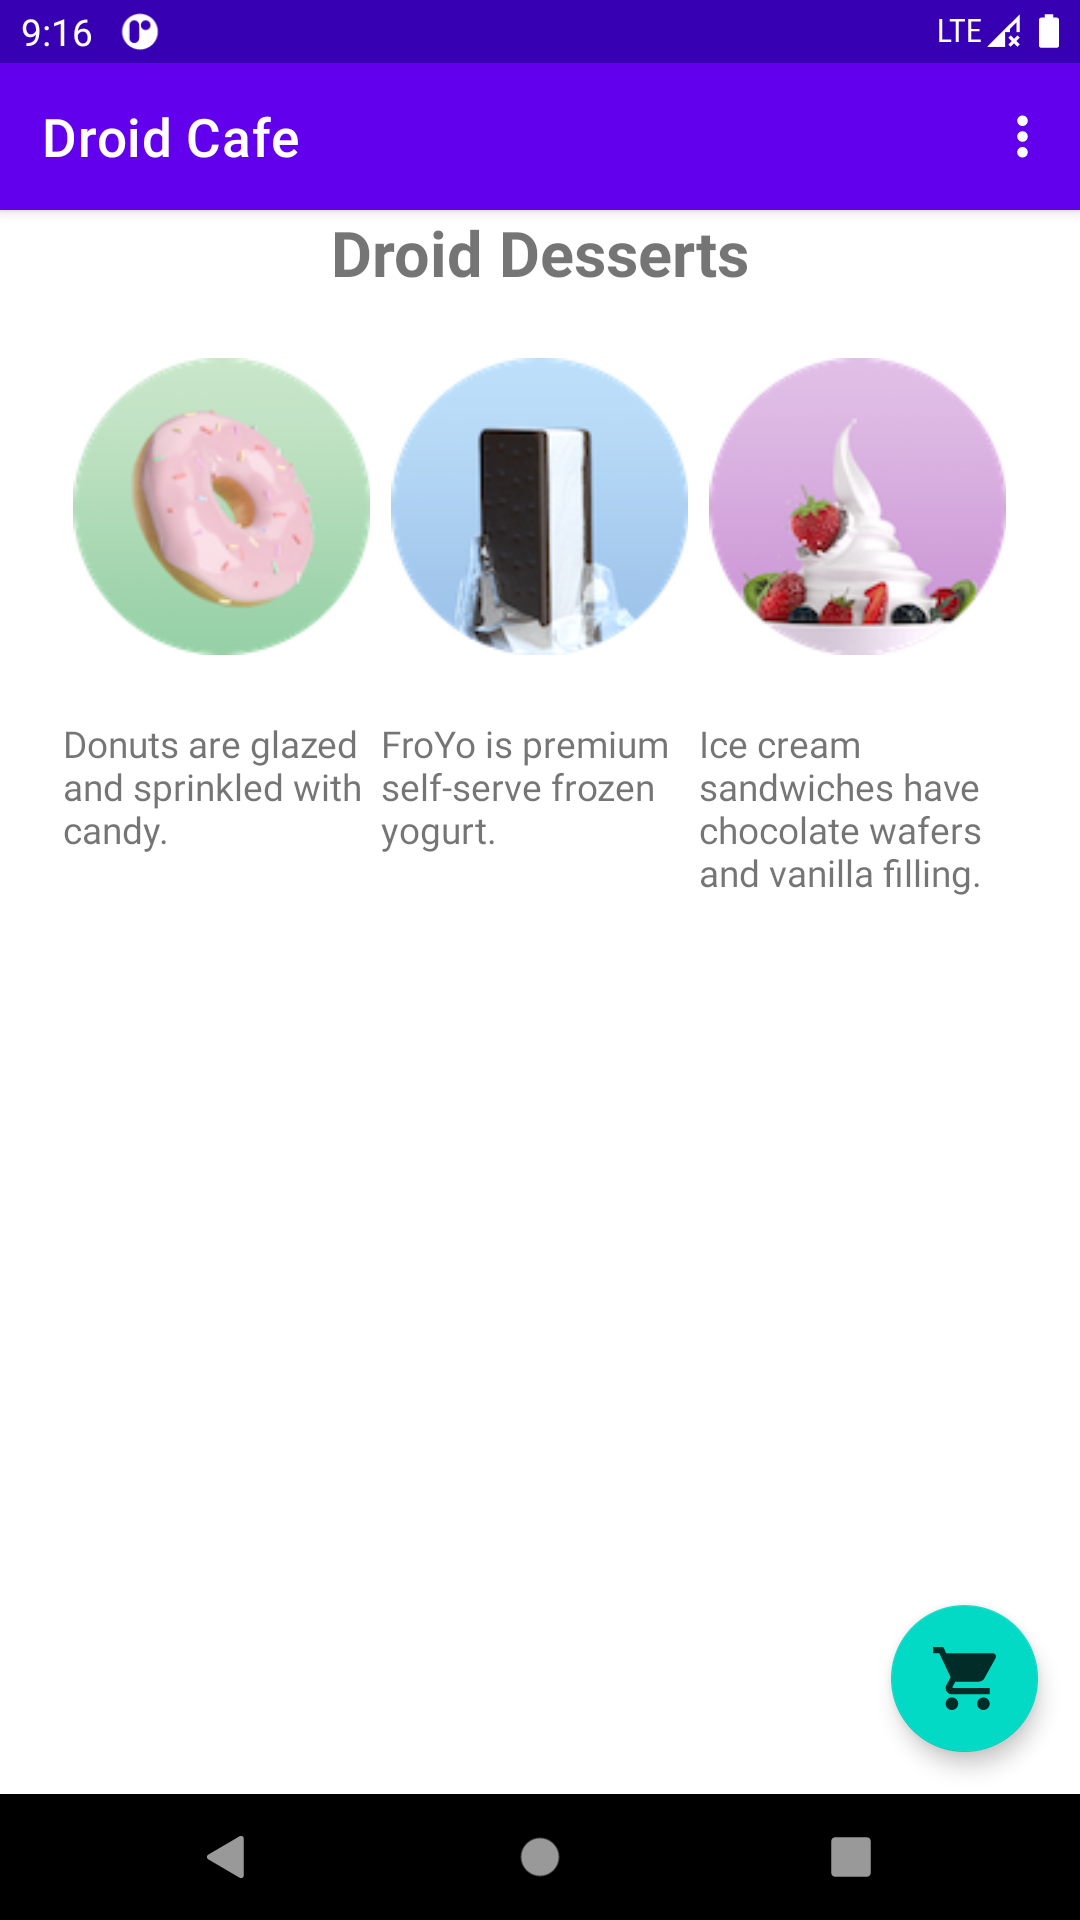 9:16 LTE
Droid Cafe
Droid Desserts
Donuts are glazed
and sprinkled with
candy.
FroYo is premium
self-serve frozen
yogurt.
Ice cream
sandwiches have
chocolate wafers
and vanilla filling.